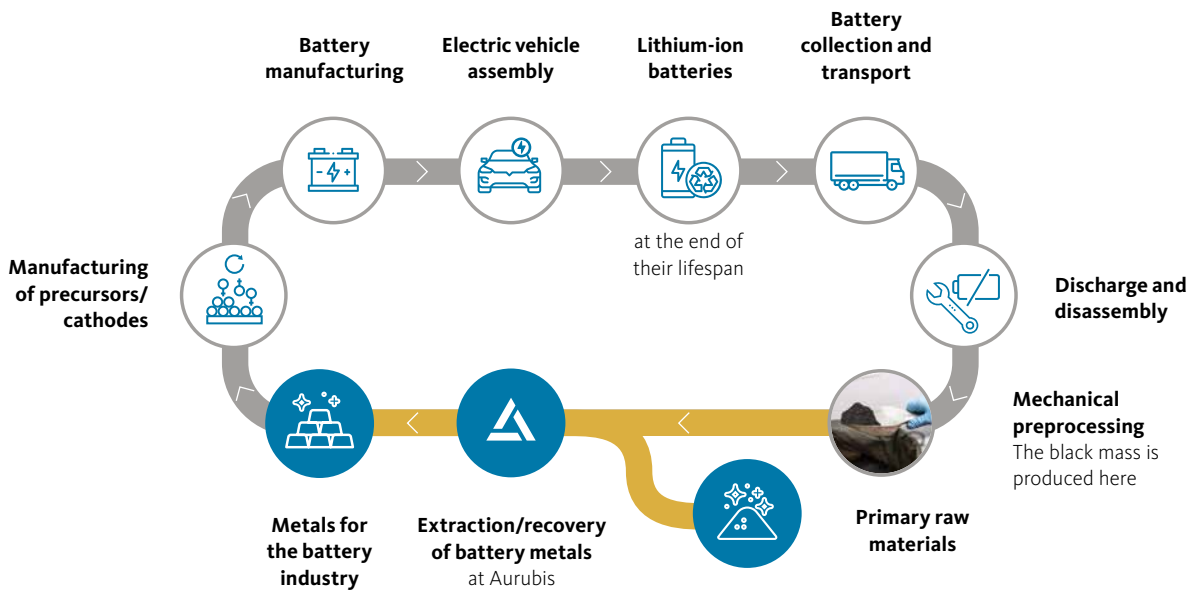 Battery
manufacturing
Electric vehicle
assembly
Lithium-ion
batteries
at the end of
their lifespan
Battery
collection and
transport
Discharge and
disassembly
Mechanical
preprocessing
The black mass is
produced here
Primary raw
materials
Extraction/recovery
of battery metals
at Aurubis
Metals for
the battery
industry
Manufacturing
of precursors/
cathodes